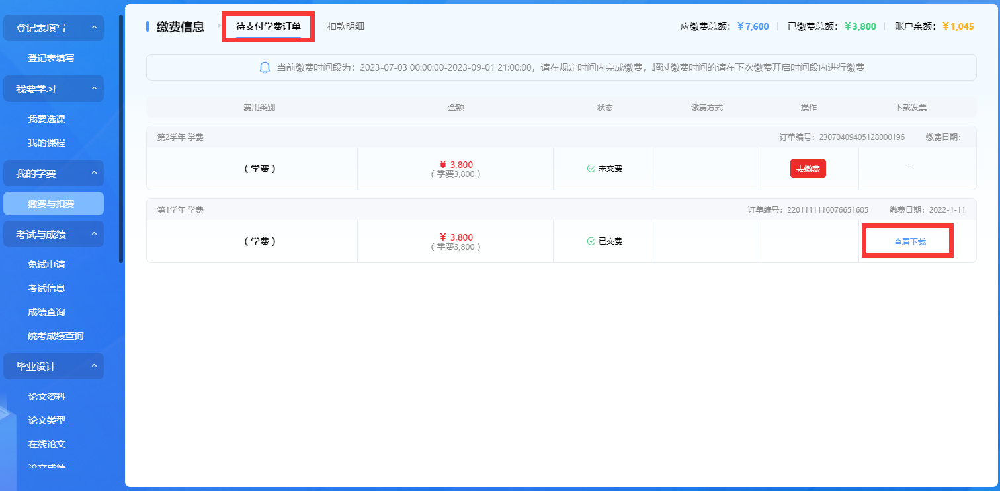 登记表填写
登记表填写
我要学习
我要选课
我的课程
我的学费
缴费与扣费
考试与成绩
免试申请
考试信息
成绩查询
统考成绩查询
毕业设计
论文资料
论文类型
在线论文
论文成绩
缴费信息 待支付学费订单 扣款明细 应缴费总额：￥7,600 已缴费总额：￥3,800 账户余额：￥1,045
当前缴费时间段为：2023-07-03 00:00:00-2023-09-01 21:00:00，请在规定时间内完成缴费，超过缴费时间的请在下次缴费开启时间段内进行缴费
费用类别 金额 状态 缴费方式 操作 下载发票
第2学年 学费 订单编号：23070409405128000196 缴费日期：
（学费） ￥ 3,800 未交费 去缴费 --
（学费3,800 ）
第1学年 学费 订单编号：2201111116076651605 缴费日期：2022-1-11
（学费） ￥ 3,800 已交费 查看下载
（学费3,800 ）